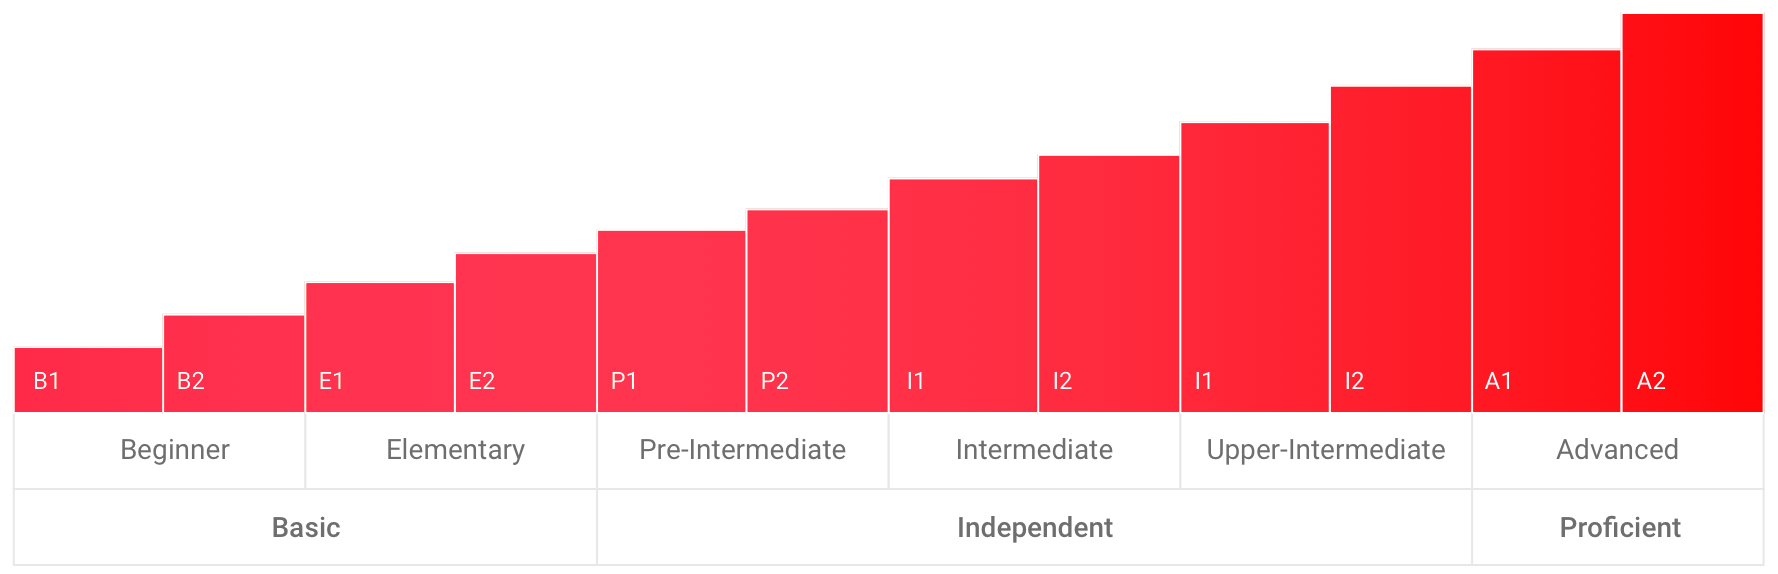 B1 B2 E1 E2 P1 P2 I1 I2 I1 I2 A1 A2
Beginner Elementary Pre-Intermediate Intermediate Upper-Intermediate Advanced
Basic Independent Proficient